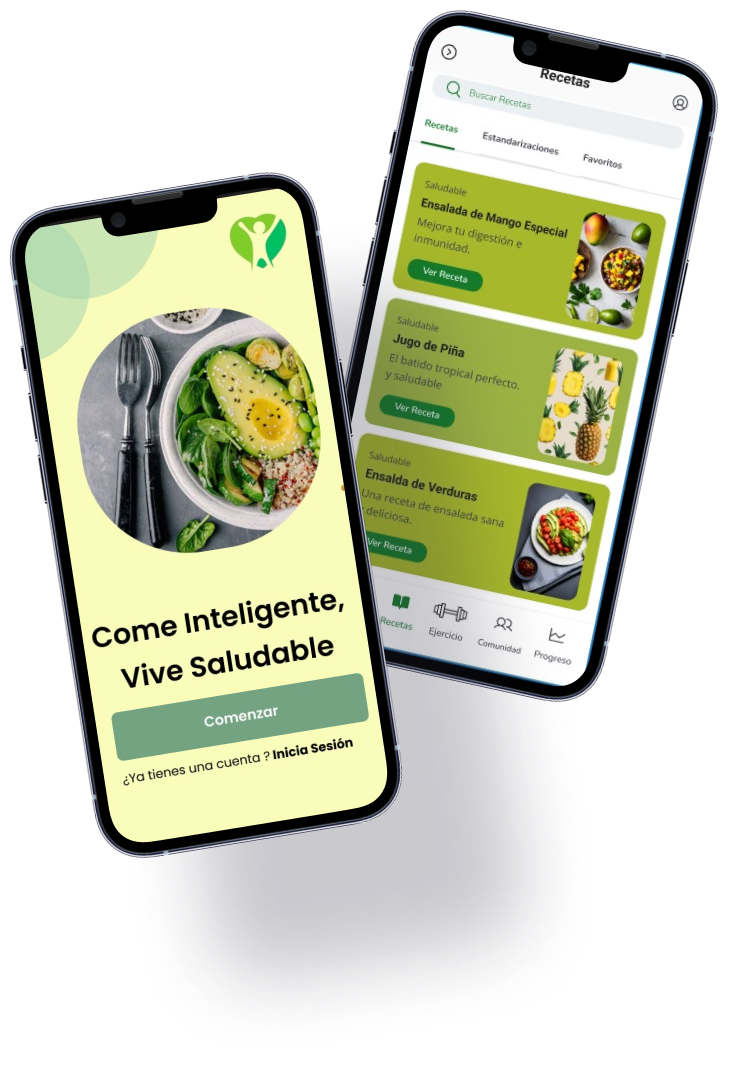 Come Inteligente,
Vive Saludable
Comenzar
¿Ya tienes una cuenta ? Inicia Sesión
Recetas
Buscar Recetas
Recetas
Estandarizaciones
Favoritos
Saludable
Ensalada de Mango Especial
Mejora tu digestión e
inmunidad.
Ver Receta
Saludable
Jugo de Piña
El batido tropical perfecto.
y saludable
Ver Receta
Saludable
Ensalda de Verduras
Una receta de ensalada sana
deliciosa.
Ver Receta
Recetas
Ejercicio
Comunidad
Progreso